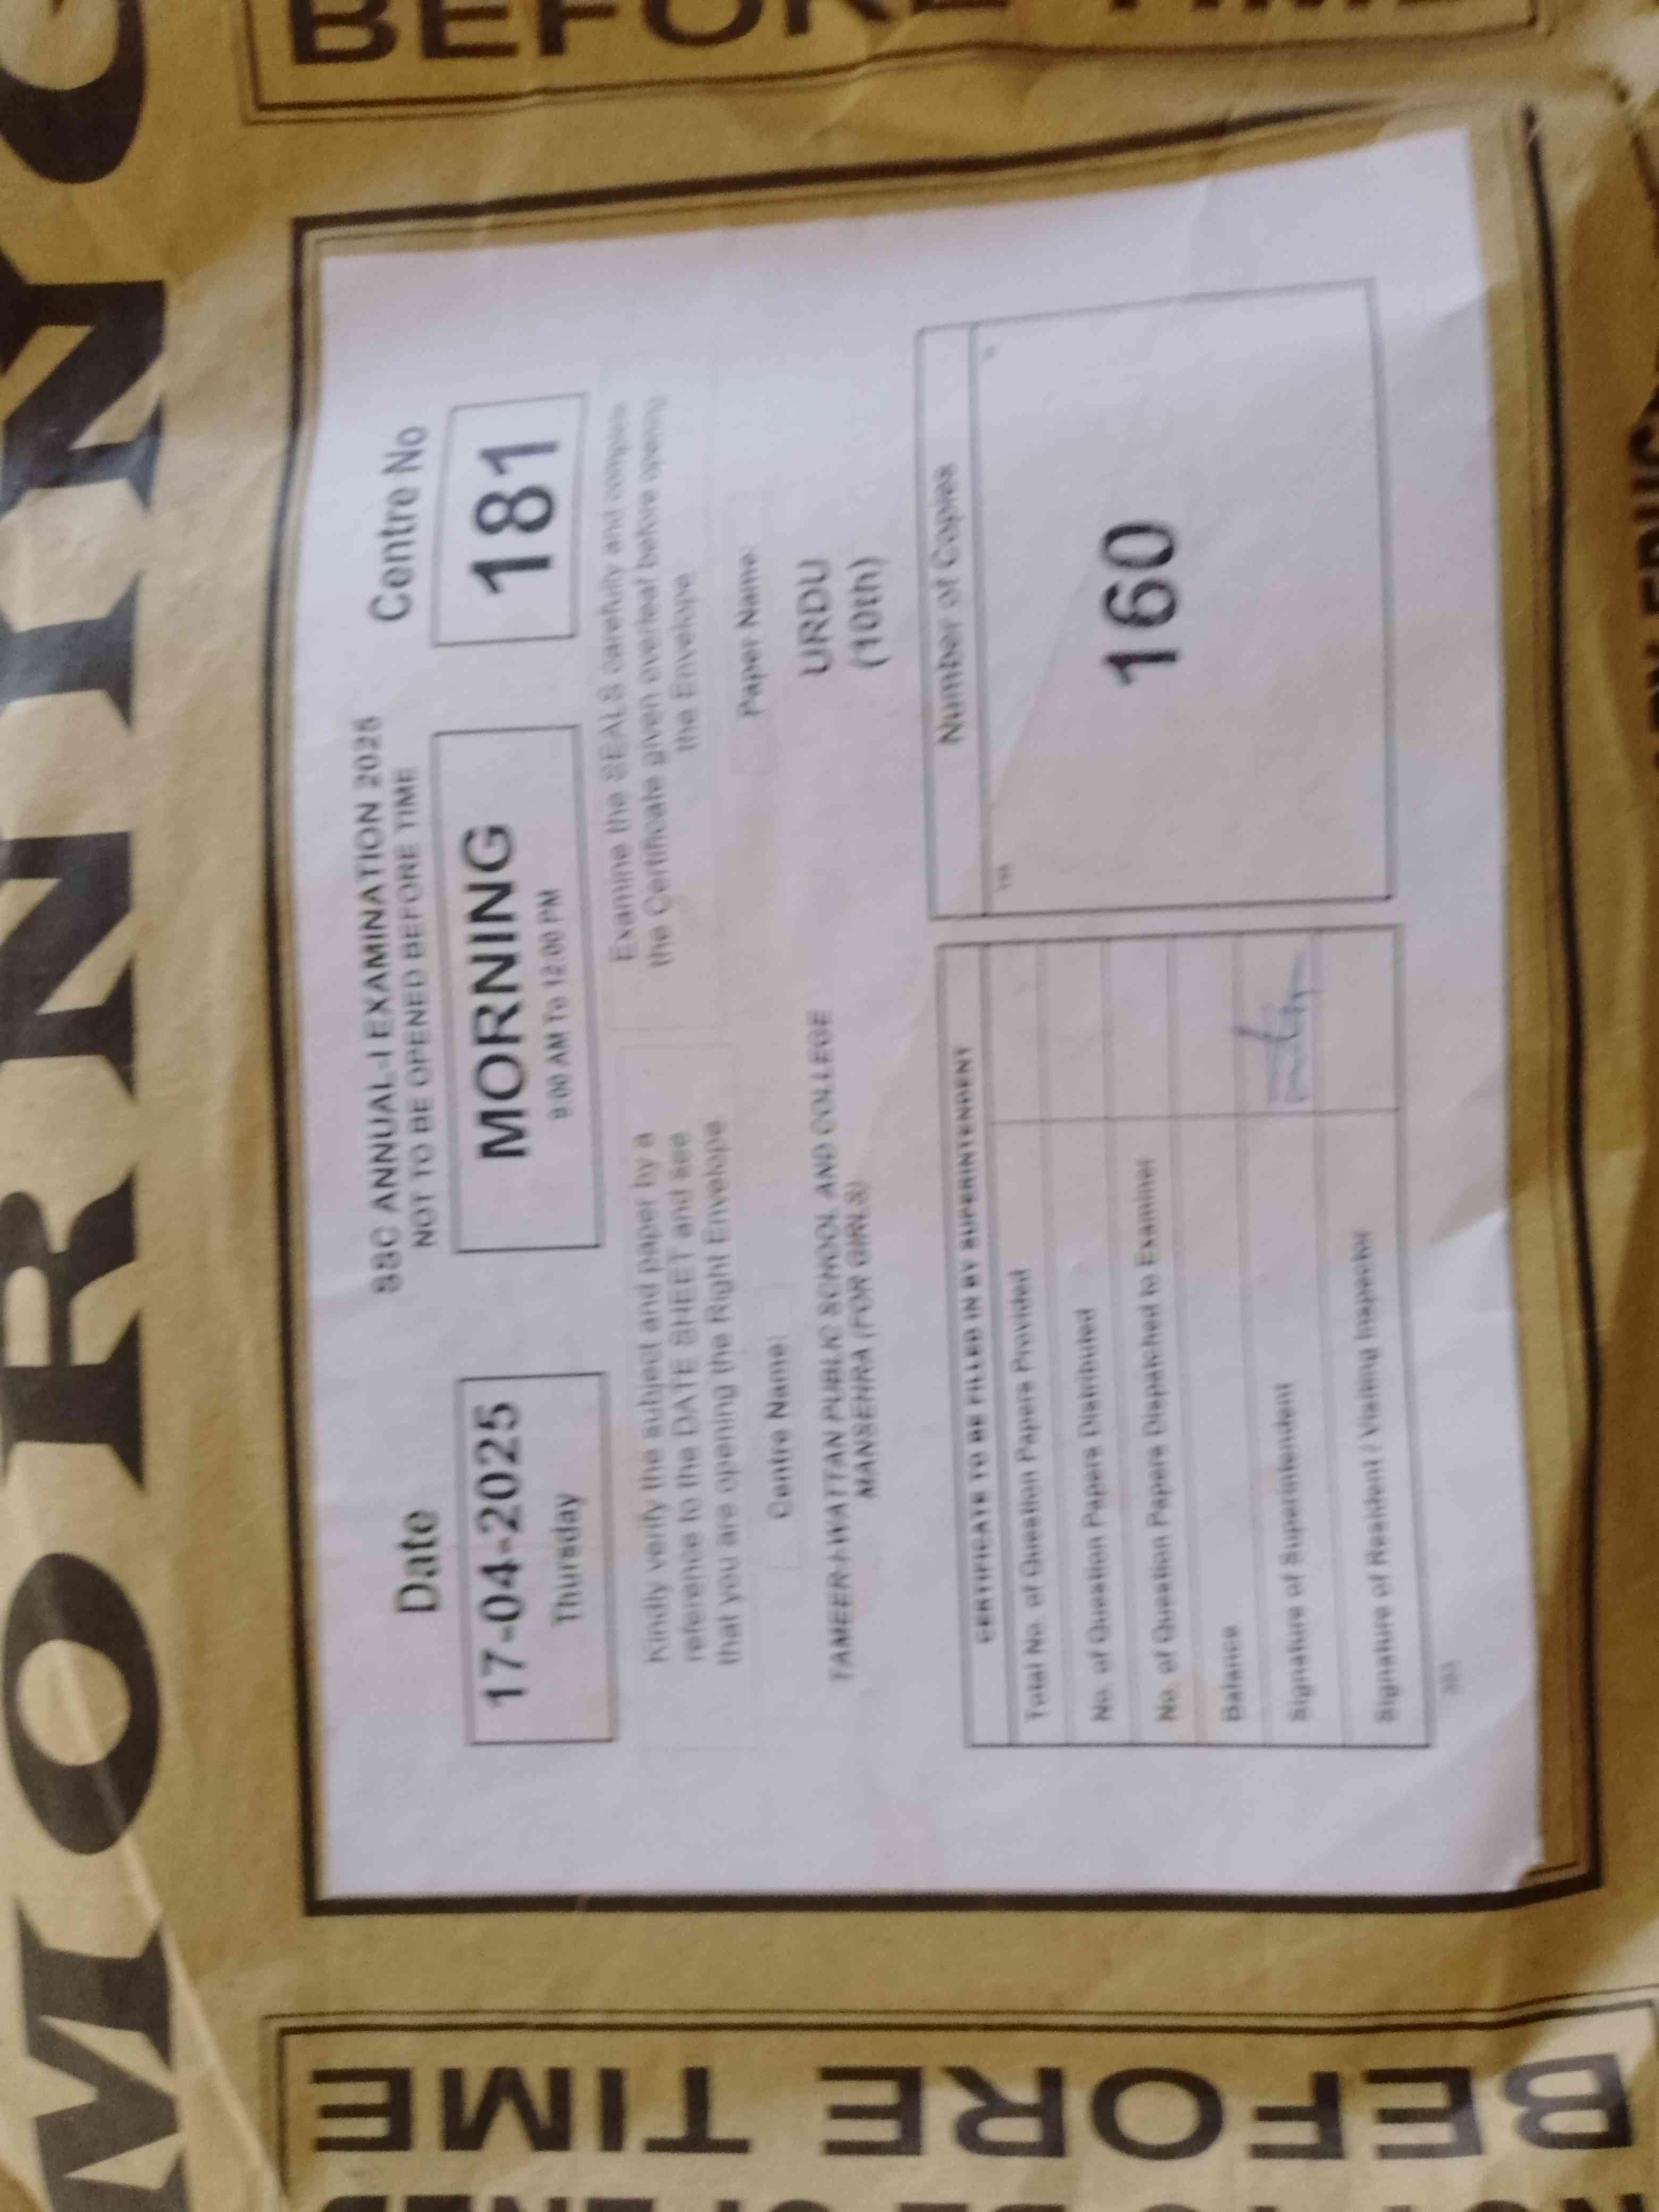 MORNING
BEFORE TIME
Date
17-04-2025
Thursday
SSC ANNUAL-I EXAMINATION 2025
NOT TO BE OPENED BEFORE TIME
MORNING
9:00 AM To 12:00 PM
Centre No
181
Kindly verify the subject and paper by a
reference to the DATE SHEET and see
that you are opening the Right Envelope
Examine the SEALS carefully and complete
the Certificate given overleaf before opening
the Envelope
Centre Name:
TAMEER-I-WATTAN PUBLIC SCHOOL AND COLLEGE
MANSEHRA (FOR GIRLS)
Paper Name:
URDU
(10th)
CERTIFICATE TO BE FILLED IN BY SUPERINTENDENT
Total No. of Question Papers Provided
No. of Question Papers Distributed
No. of Question Papers Dispatched to Examiner
Balance
Signature of Superintendent
Signature of Resident / Visiting Inspector
Number of Copies
160
BEFORE TIME